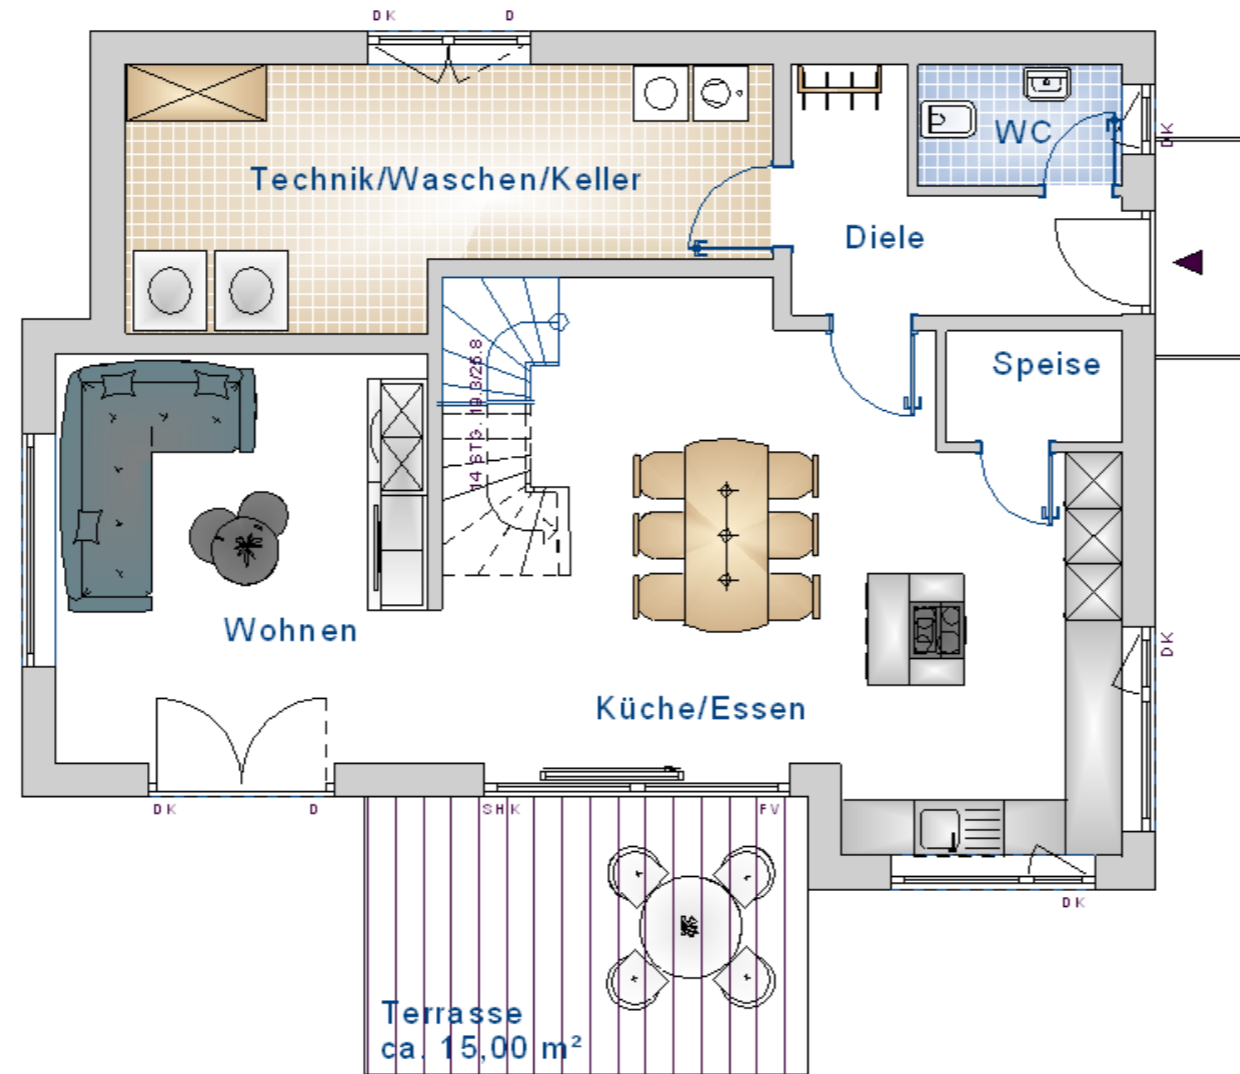 DK D
Technik/Waschen/Keller
WC
DK
Diele
Speise
14 STG. 19.3/25.8
Wohnen
DK
Küche/Essen
DK D SHK FV
DK
Terrasse
ca. 15,00 m²